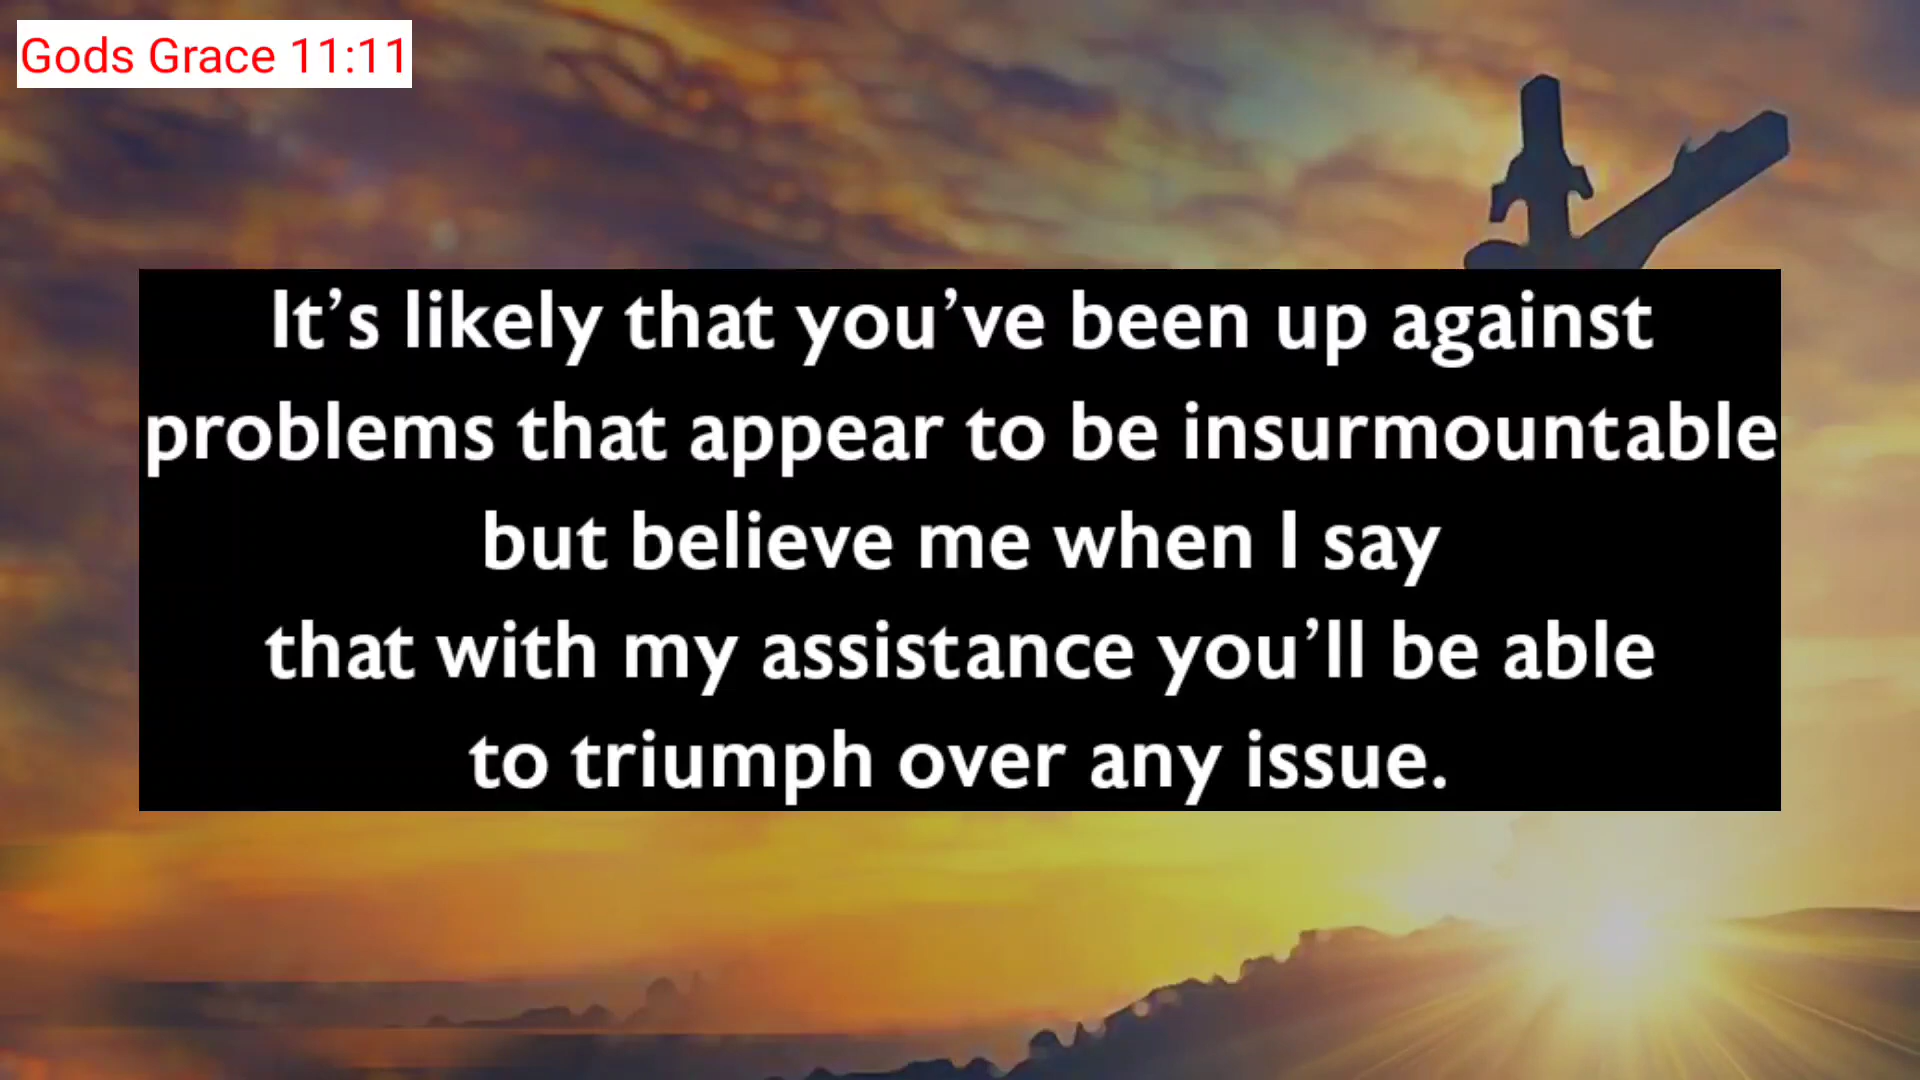 Gods Grace 11:11
It’s likely that you’ve been up against
problems that appear to be insurmountable
but believe me when I say
that with my assistance you’ll be able
to triumph over any issue.